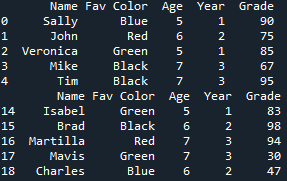 Name Fav Color Age Year Grade
0 Sally Blue 5 1 90
1 John Red 6 2 75
2 Veronica Green 5 1 85
3 Mike Black 7 3 67
4 Tim Black 7 3 95
Name Fav Color Age Year Grade
14 Isabel Green 5 1 83
15 Brad Black 6 2 98
16 Martilla Red 7 3 94
17 Mavis Green 7 3 30
18 Charles Blue 6 2 47